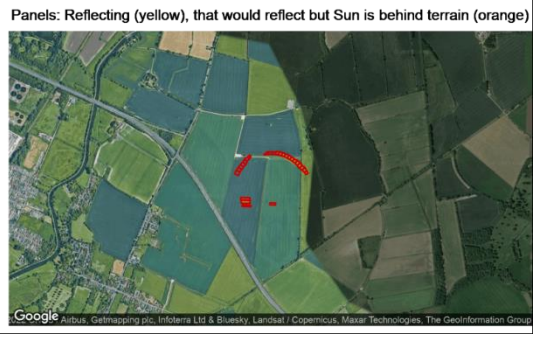 Panels: Reflecting (yellow), that would reflect but Sun is behind terrain (orange)
Google
Airbus, Getmapping plc, Infoterra Ltd & Bluesky, Landsat / Copernicus, Maxar Technologies, The GeoInformation Group